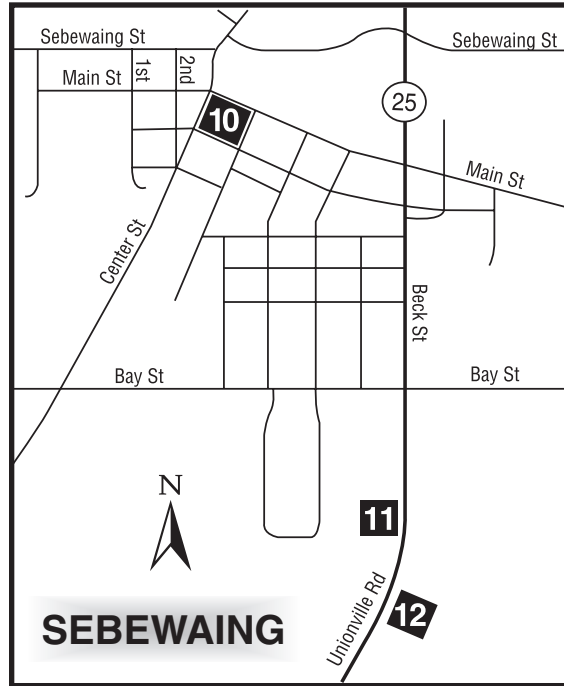 Sebewaing St
Sebewaing St
Main St
1st
2nd
25
10
Main St
Center St
Beck St
Bay St
Bay St
N
11
12
Unionville Rd
SEBEWAING